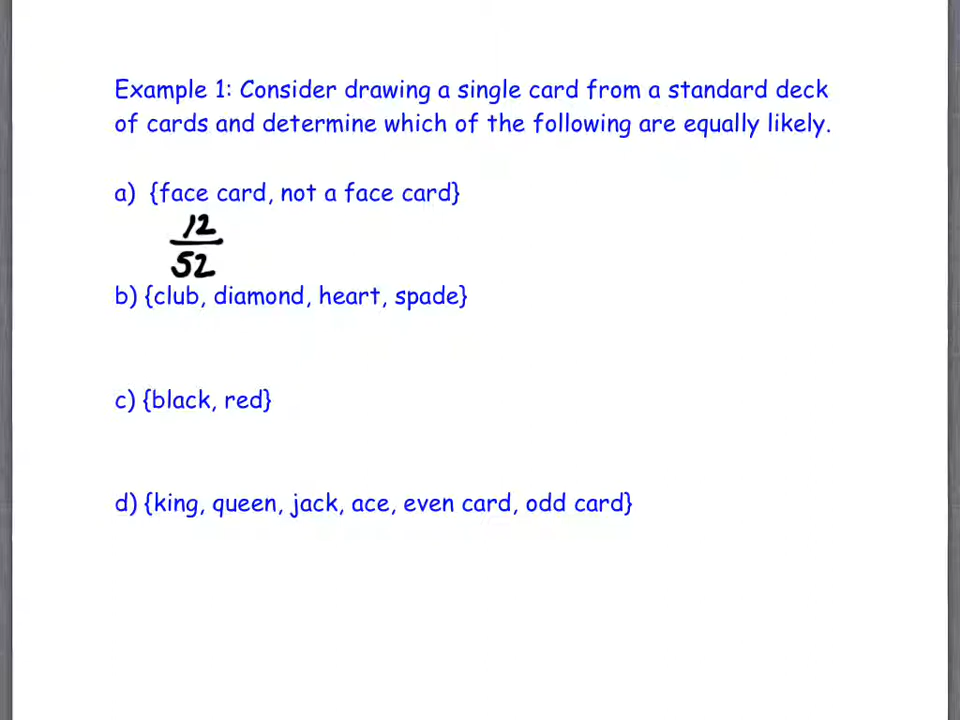 Example 1: Consider drawing a single card from a standard deck
of cards and determine which of the following are equally likely.
a) {face card, not a face card}
12
52
b) {club, diamond, heart, spade}
c) {black, red}
d) {king, queen, jack, ace, even card, odd card}